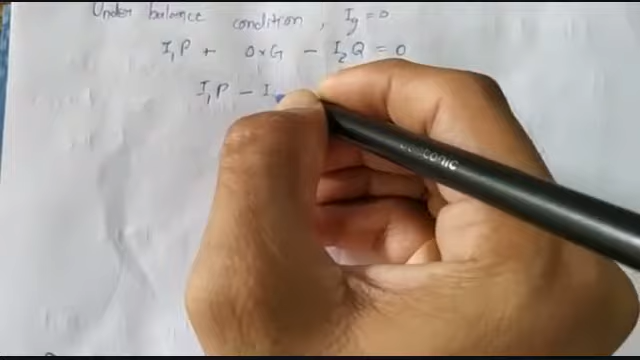 Under balance condition, Ig = 0
I₁P + 0×G - I₂Q = 0
I₁P - I